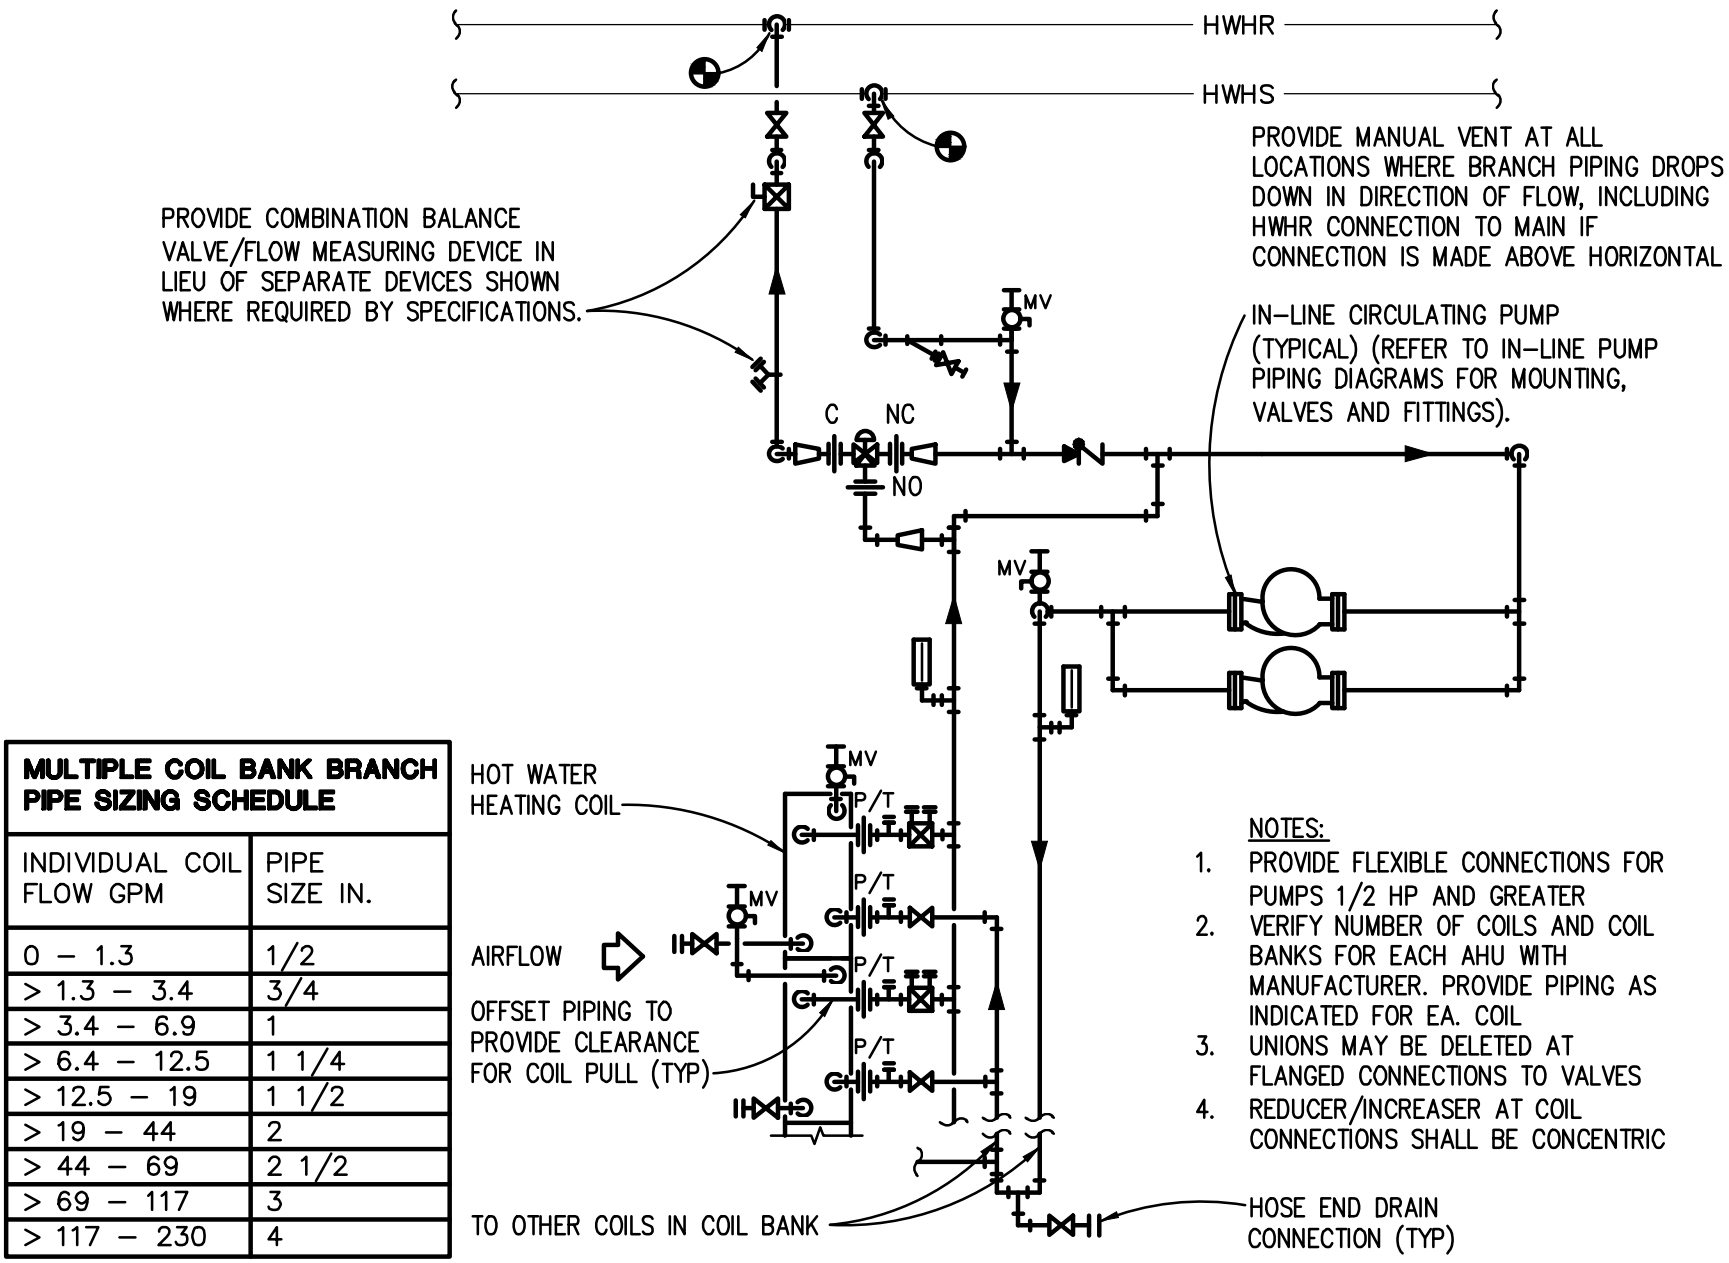 HWHR
HWHS
PROVIDE MANUAL VENT AT ALL
LOCATIONS WHERE BRANCH PIPING DROPS
DOWN IN DIRECTION OF FLOW, INCLUDING
HWHR CONNECTION TO MAIN IF
CONNECTION IS MADE ABOVE HORIZONTAL
PROVIDE COMBINATION BALANCE
VALVE/FLOW MEASURING DEVICE IN
LIEU OF SEPARATE DEVICES SHOWN
WHERE REQUIRED BY SPECIFICATIONS.
MV
IN-LINE CIRCULATING PUMP
(TYPICAL) (REFER TO IN-LINE PUMP
PIPING DIAGRAMS FOR MOUNTING,
VALVES AND FITTINGS).
C
NC
NO
MV
MULTIPLE COIL BANK BRANCH
PIPE SIZING SCHEDULE
INDIVIDUAL COIL
FLOW GPM
PIPE
SIZE IN.
0 - 1.3
1/2
> 1.3 - 3.4
3/4
> 3.4 - 6.9
1
> 6.4 - 12.5
1 1/4
> 12.5 - 19
1 1/2
> 19 - 44
2
> 44 - 69
2 1/2
> 69 - 117
3
> 117 - 230
4
HOT WATER
HEATING COIL
MV
P/T
P/T
MV
AIRFLOW
P/T
OFFSET PIPING TO
PROVIDE CLEARANCE
FOR COIL PULL (TYP)
P/T
TO OTHER COILS IN COIL BANK
NOTES:
1. PROVIDE FLEXIBLE CONNECTIONS FOR
PUMPS 1/2 HP AND GREATER
2. VERIFY NUMBER OF COILS AND COIL
BANKS FOR EACH AHU WITH
MANUFACTURER. PROVIDE PIPING AS
INDICATED FOR EA. COIL
3. UNIONS MAY BE DELETED AT
FLANGED CONNECTIONS TO VALVES
4. REDUCER/INCREASER AT COIL
CONNECTIONS SHALL BE CONCENTRIC
HOSE END DRAIN
CONNECTION (TYP)